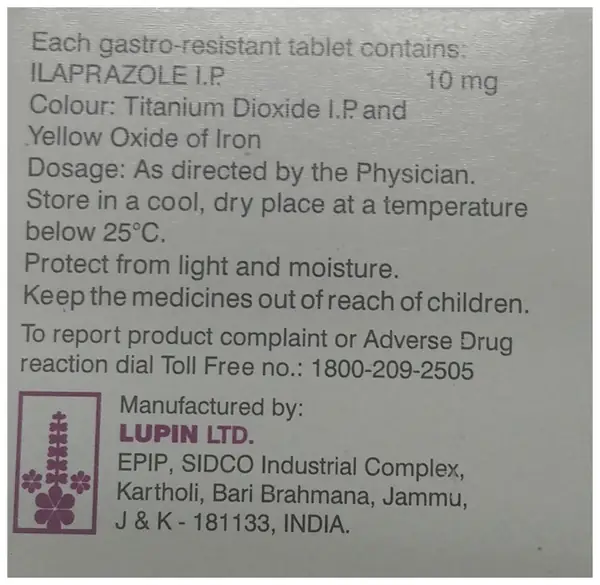 Each gastro-resistant tablet contains:
ILAPRAZOLE I.P. 10 mg
Colour: Titanium Dioxide I.P. and
Yellow Oxide of Iron
Dosage: As directed by the Physician.
Store in a cool, dry place at a temperature
below 25°C.
Protect from light and moisture.
Keep the medicines out of reach of children.
To report product complaint or Adverse Drug
reaction dial Toll Free no.: 1800-209-2505
Manufactured by:
LUPIN LTD.
EPIP, SIDCO Industrial Complex,
Kartholi, Bari Brahmana, Jammu,
J & K - 181133, INDIA.